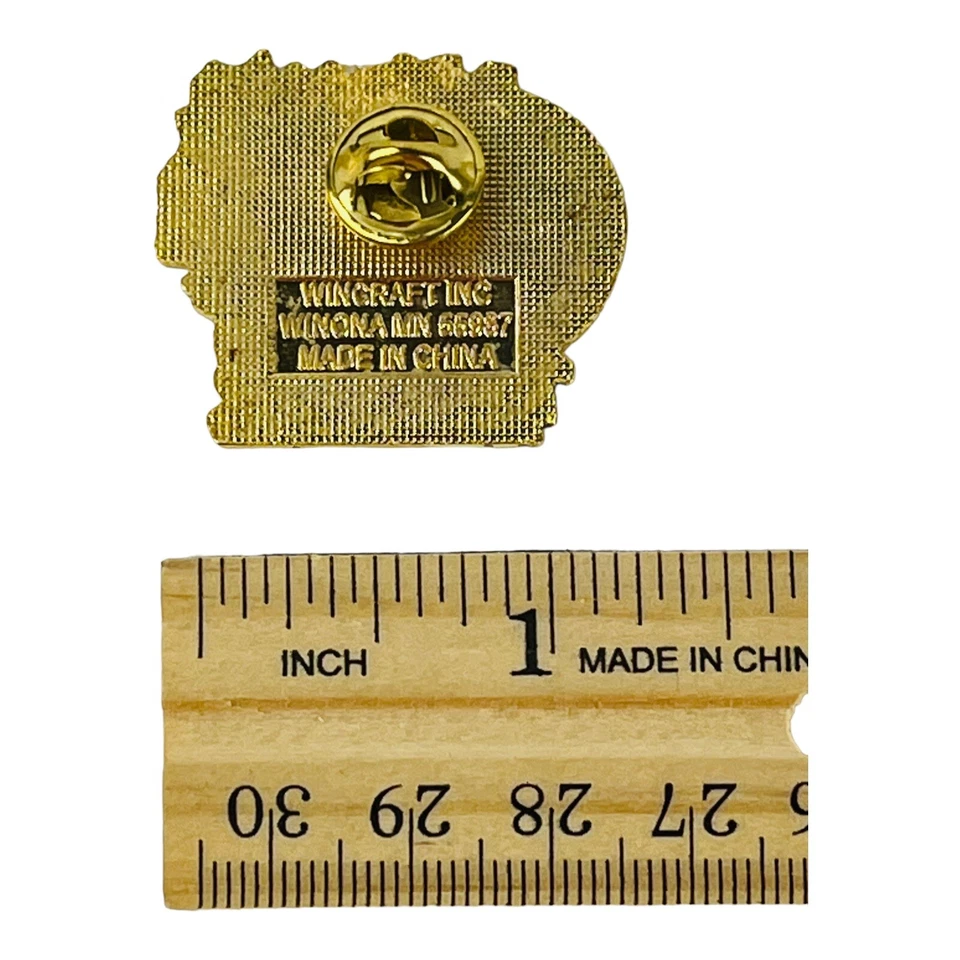 WINCRAFT INC
WINONA MN 55987
MADE IN CHINA
INCH 1 MADE IN CHIN
30 29 28 27